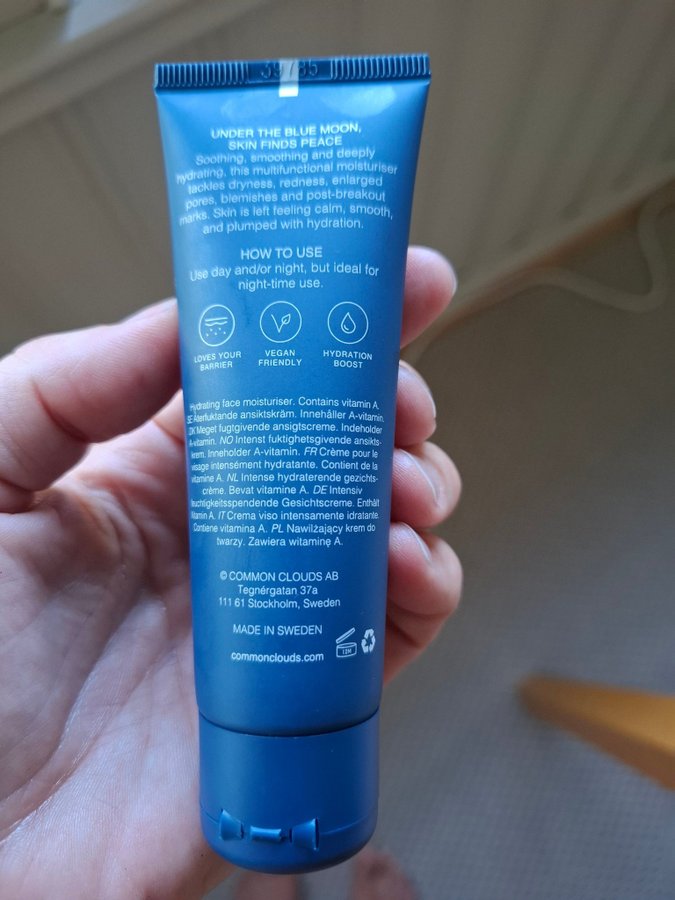 UNDER THE BLUE MOON,
SKIN FINDS PEACE
Soothing, smoothing and deeply
hydrating, this multifunctional moisturiser
tackles dryness, redness, enlarged
pores, blemishes and post-breakout
marks. Skin is left feeling calm, smooth,
and plumped with hydration.
HOW TO USE
Use day and/or night, but ideal for
night-time use.
LOVES YOUR
BARRIER
VEGAN
FRIENDLY
HYDRATION
BOOST
Hydrating face moisturiser. Contains vitamin A.
SE Återfuktande ansiktskräm. Innehåller A-vitamin.
DK Meget fugtgivende ansigtscreme. Indeholder
A-vitamin. NO Intenst fuktighetsgivende ansikts-
krem. Inneholder A-vitamin. FR Crème pour le
visage intensément hydratante. Contient de la
vitamine A. NL Intense hydraterende gezichts-
crème. Bevat vitamine A. DE Intensiv
feuchtigkeitsspendende Gesichtscreme. Enthält
Vitamin A. IT Crema viso intensamente idratante.
Contiene vitamina A. PL Nawilżający krem do
twarzy. Zawiera witaminę A.
© COMMON CLOUDS AB
Tegnérgatan 37a
111 61 Stockholm, Sweden
MADE IN SWEDEN
12M
commonclouds.com